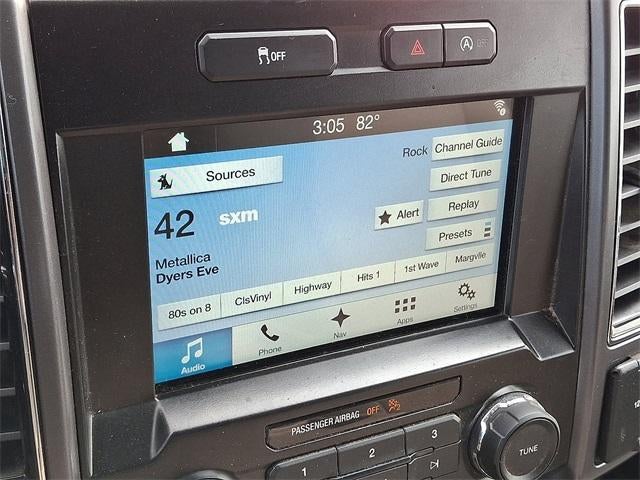 OFF
A OFF
3:05 82°
Sources
Rock
Channel Guide
Direct Tune
42 sxm
Alert
Replay
Presets
Metallica
Dyers Eve
80s on 8 ClsVinyl Highway Hits 1 1st Wave Margvlle
Audio Phone Nav Apps Settings
PASSENGER AIRBAG OFF
1 2 3
TUNE